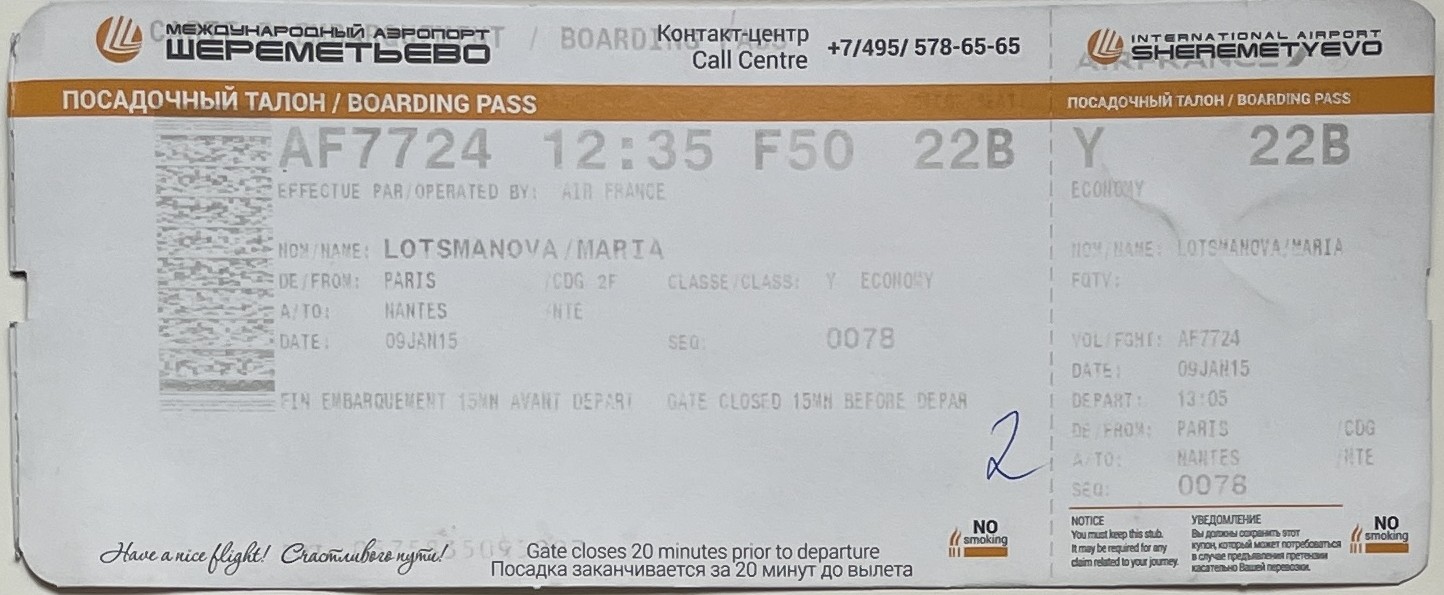 МЕЖДУНАРОДНЫЙ АЭРОПОРТ
ШЕРЕМЕТЬЕВО
/ BOARDING PASS
Контакт-центр
Call Centre
+7/495/ 578-65-65
INTERNATIONAL AIRPORT
SHEREMETYEVO
AIRFRANCE
ПОСАДОЧНЫЙ ТАЛОН / BOARDING PASS
AF7724 12:35 F50 22B
EFFECTUE PAR/OPERATED BY: AIR FRANCE
NOM/NAME: LOTSMANOVA/MARIA
DE/FROM: PARIS /CDG 2F CLASSE/CLASS: Y ECONOMY
A/TO: NANTES /NTE
DATE: 09JAN15 SEQ: 0078
FIN EMBARQUEMENT 15MN AVANT DEPART GATE CLOSED 15MN BEFORE DEPAR
2
Have a nice flight! Счастливого пути!
Gate closes 20 minutes prior to departure
Посадка заканчивается за 20 минут до вылета
NO
smoking
ПОСАДОЧНЫЙ ТАЛОН / BOARDING PASS
Y 22B
ECONOMY
NOM/NAME: LOTSMANOVA/MARIA
FQTV:
VOL/FGHT: AF7724
DATE: 09JAN15
DEPART: 13:05
DE/FROM: PARIS /CDG
A/TO: NANTES /NTE
SEQ: 0078
NOTICE
You must keep this stub.
It may be required for any
claim related to your journey.
УВЕДОМЛЕНИЕ
Вы должны сохранить этот
купон, который может потребоваться
в случае предъявления претензии
касательно Вашей перевозки.
NO
smoking